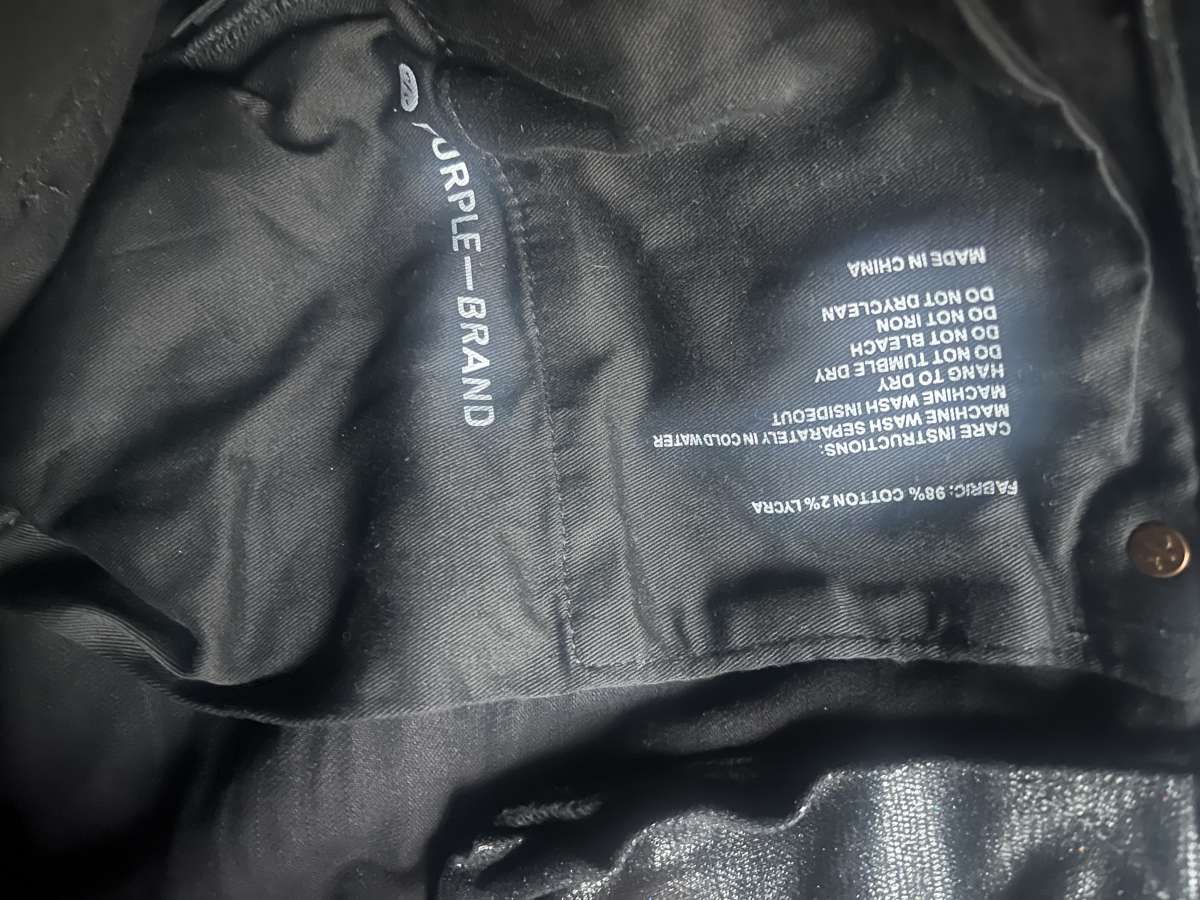 PURPLE—BRAND
FABRIC: 98% COTTON 2% LYCRA
CARE INSTRUCTIONS:
MACHINE WASH SEPARATELY IN COLD WATER
MACHINE WASH INSIDEOUT
HANG TO DRY
DO NOT TUMBLE DRY
DO NOT BLEACH
DO NOT IRON
DO NOT DRYCLEAN
MADE IN CHINA